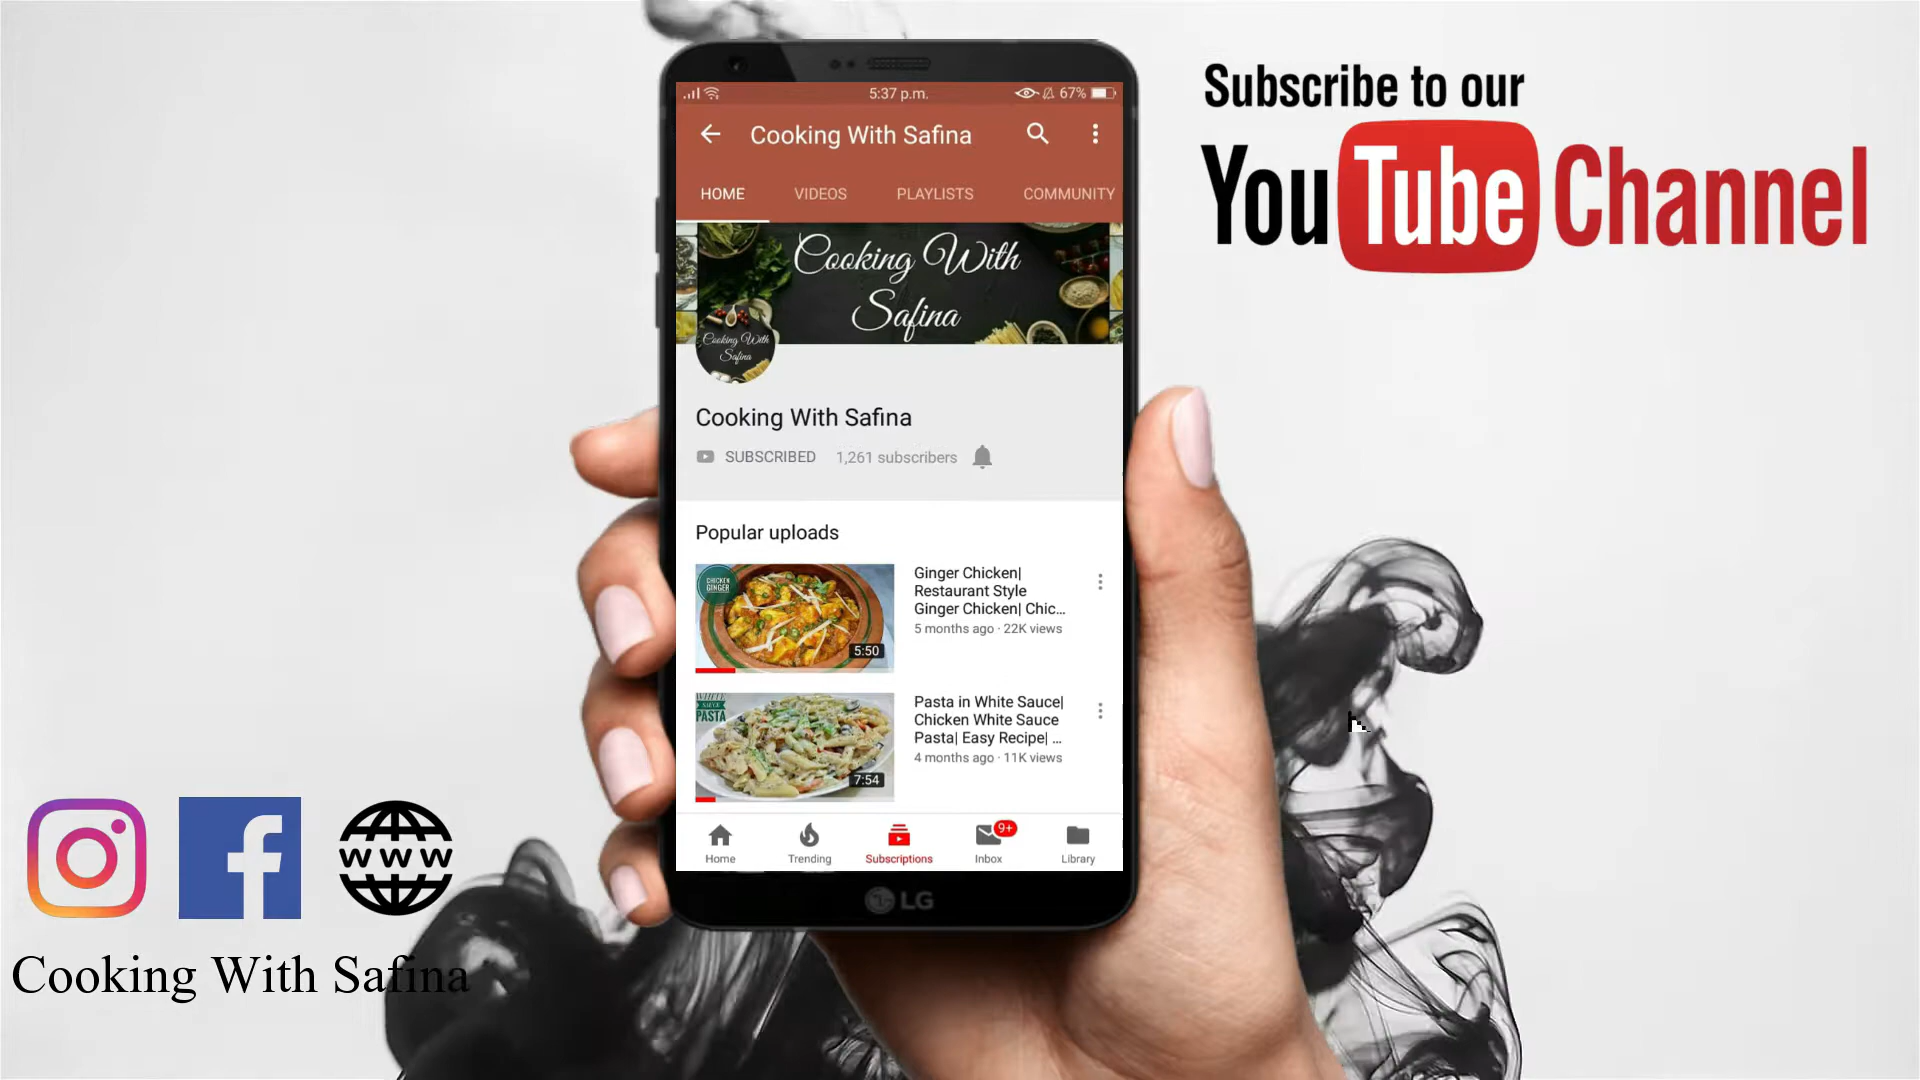 Subscribe to our
YouTube Channel
5:37 p.m.
67%
Cooking With Safina
HOME VIDEOS PLAYLISTS COMMUNITY
Cooking With
Safina
Cooking With
Safina
Cooking With Safina
SUBSCRIBED 1,261 subscribers
Popular uploads
CHICKEN
GINGER
5:50
Ginger Chicken|
Restaurant Style
Ginger Chicken| Chic...
5 months ago · 22K views
WHITE
SAUCE
PASTA
7:54
Pasta in White Sauce|
Chicken White Sauce
Pasta| Easy Recipe| ...
4 months ago · 11K views
9+
Home Trending Subscriptions Inbox Library
LG
WWW
Cooking With Safina